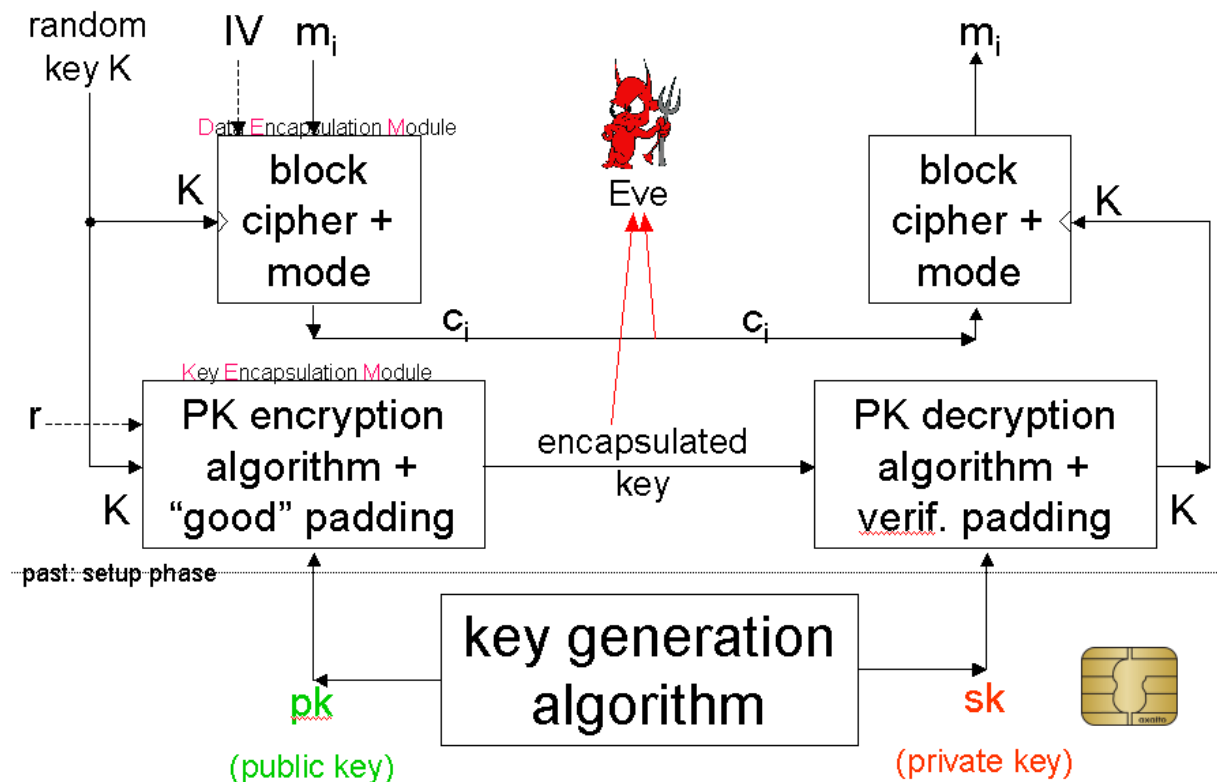 random
key K
IV
mᵢ
mᵢ
Data Encapsulation Module
block
cipher +
mode
K
Eve
block
cipher +
mode
K
cᵢ
cᵢ
Key Encapsulation Module
r
K
PK encryption
algorithm +
“good” padding
encapsulated
key
PK decryption
algorithm +
verif. padding
K
past: setup phase
key generation
algorithm
pk
(public key)
sk
(private key)
axalto